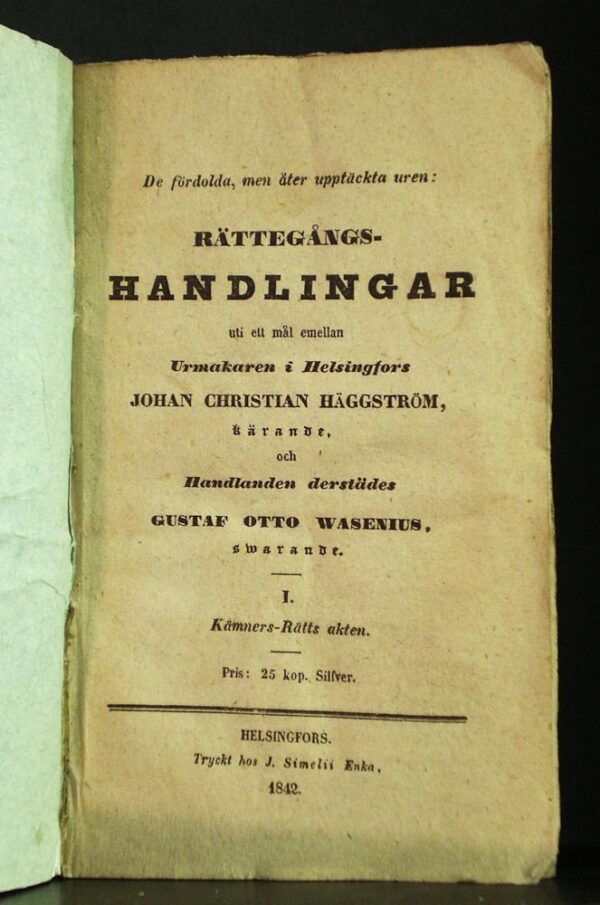 De fördolda, men åter upptäckta uren:
RÄTTEGÅNGS-
HANDLINGAR
uti ett mål emellan
Urmakaren i Helsingfors
JOHAN CHRISTIAN HÄGGSTRÖM,
kärande,
och
Handlanden derstädes
GUSTAF OTTO WASENIUS,
swarande.
I.
Kämners-Rätts akten.
Pris: 25 kop. Silfver.
HELSINGFORS.
Tryckt hos J. Simelii Enka,
1842.